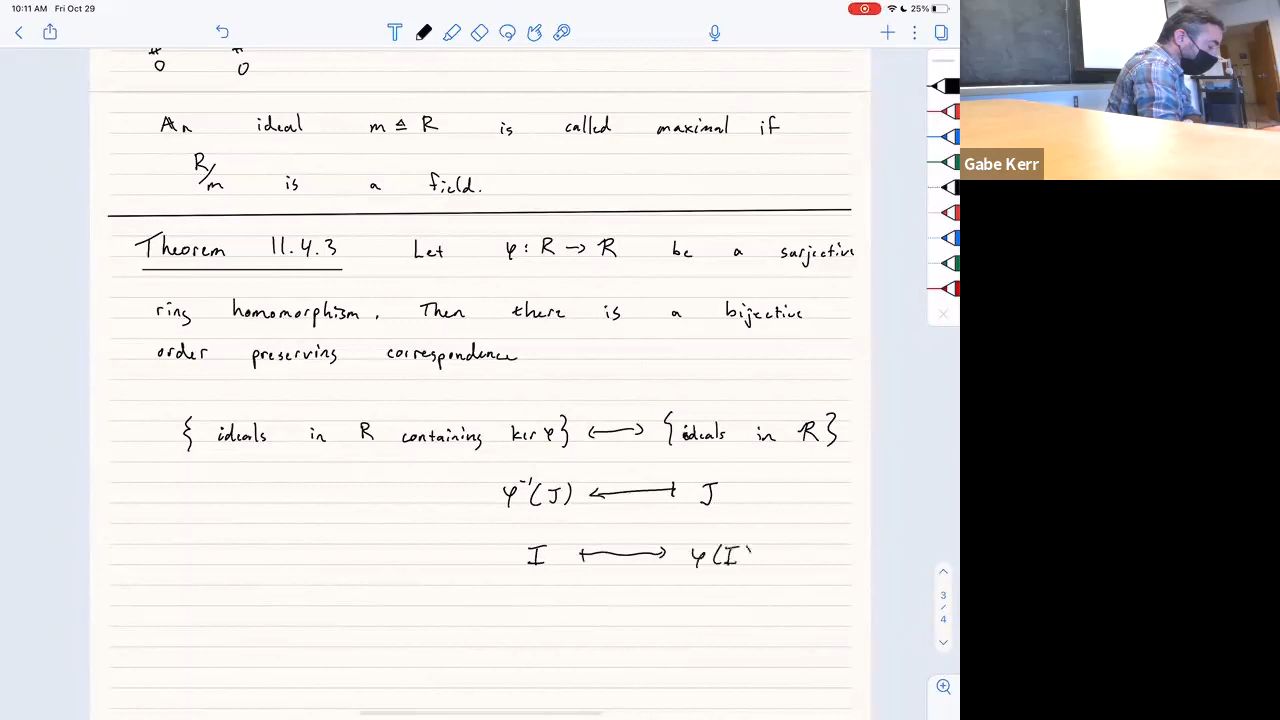 10:11 AM Fri Oct 29
25%
0 0
An ideal m ⊴ R is called maximal if
R/m is a field.
Theorem 11.4.3 Let φ: R → ℛ be a surjective
ring homomorphism. Then there is a bijective
order preserving correspondence
{ ideals in R containing ker φ } ⟷ { ideals in ℛ }
φ⁻¹(J) ⟻ J
I ⟼ φ(I)
3
/
4
Gabe Kerr